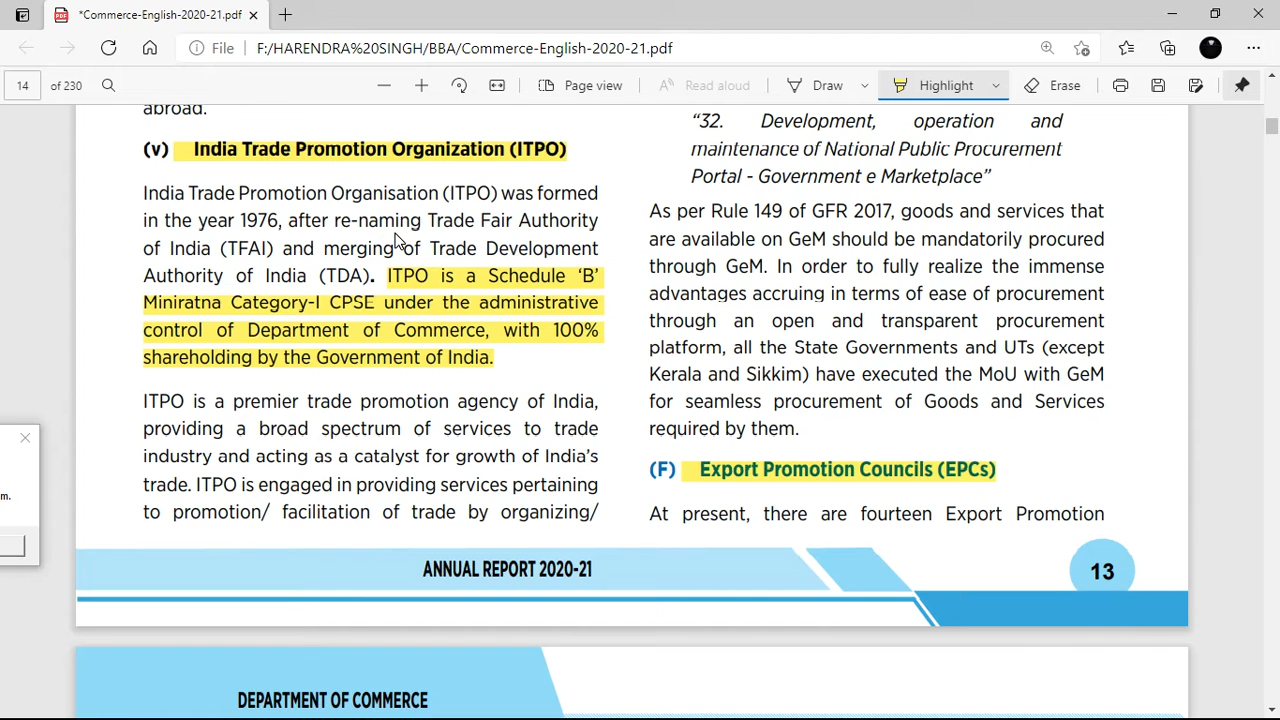 *Commerce-English-2020-21.pdf
File
F:/HARENDRA%20SINGH/BBA/Commerce-English-2020-21.pdf
14 of 230
Page view
Read aloud
Draw
Highlight
Erase
abroad.
(v) India Trade Promotion Organization (ITPO)
India Trade Promotion Organisation (ITPO) was formed
in the year 1976, after re-naming Trade Fair Authority
of India (TFAI) and merging of Trade Development
Authority of India (TDA). ITPO is a Schedule ‘B’
Miniratna Category-I CPSE under the administrative
control of Department of Commerce, with 100%
shareholding by the Government of India.
ITPO is a premier trade promotion agency of India,
providing a broad spectrum of services to trade
industry and acting as a catalyst for growth of India’s
trade. ITPO is engaged in providing services pertaining
to promotion/ facilitation of trade by organizing/
“32. Development, operation and
maintenance of National Public Procurement
Portal - Government e Marketplace”
As per Rule 149 of GFR 2017, goods and services that
are available on GeM should be mandatorily procured
through GeM. In order to fully realize the immense
advantages accruing in terms of ease of procurement
through an open and transparent procurement
platform, all the State Governments and UTs (except
Kerala and Sikkim) have executed the MoU with GeM
for seamless procurement of Goods and Services
required by them.
(F) Export Promotion Councils (EPCs)
At present, there are fourteen Export Promotion
m.
ANNUAL REPORT 2020-21
13
DEPARTMENT OF COMMERCE